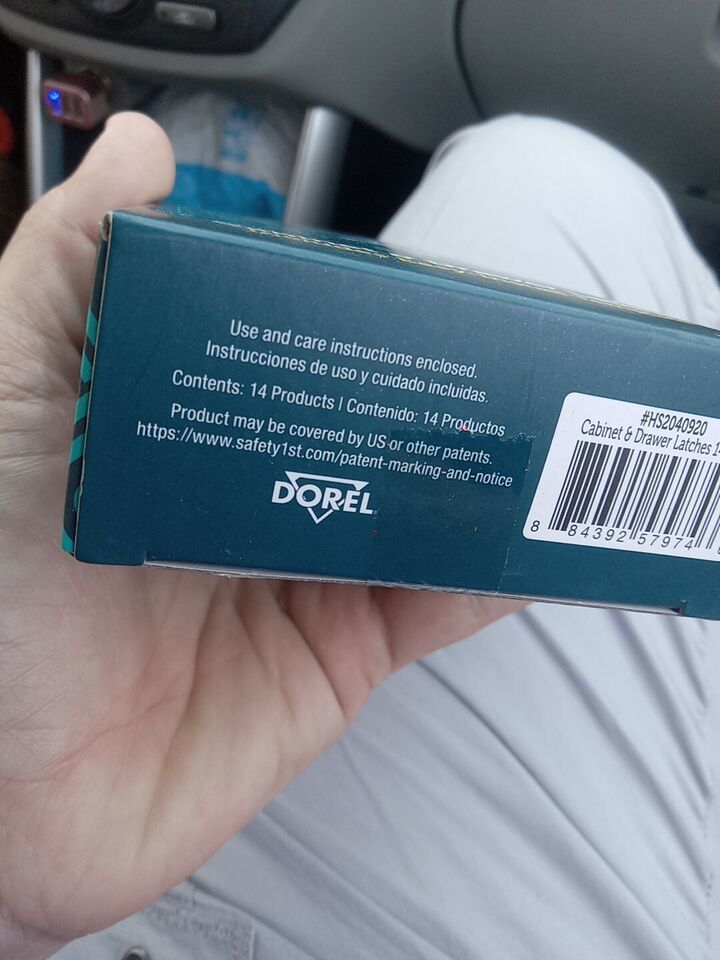 Use and care instructions enclosed.
Instrucciones de uso y cuidado incluidas.
Contents: 14 Products | Contenido: 14 Productos
Product may be covered by US or other patents.
https://www.safety1st.com/patent-marking-and-notice
DOREL
#HS2040920
Cabinet & Drawer Latches
8 84392 57974